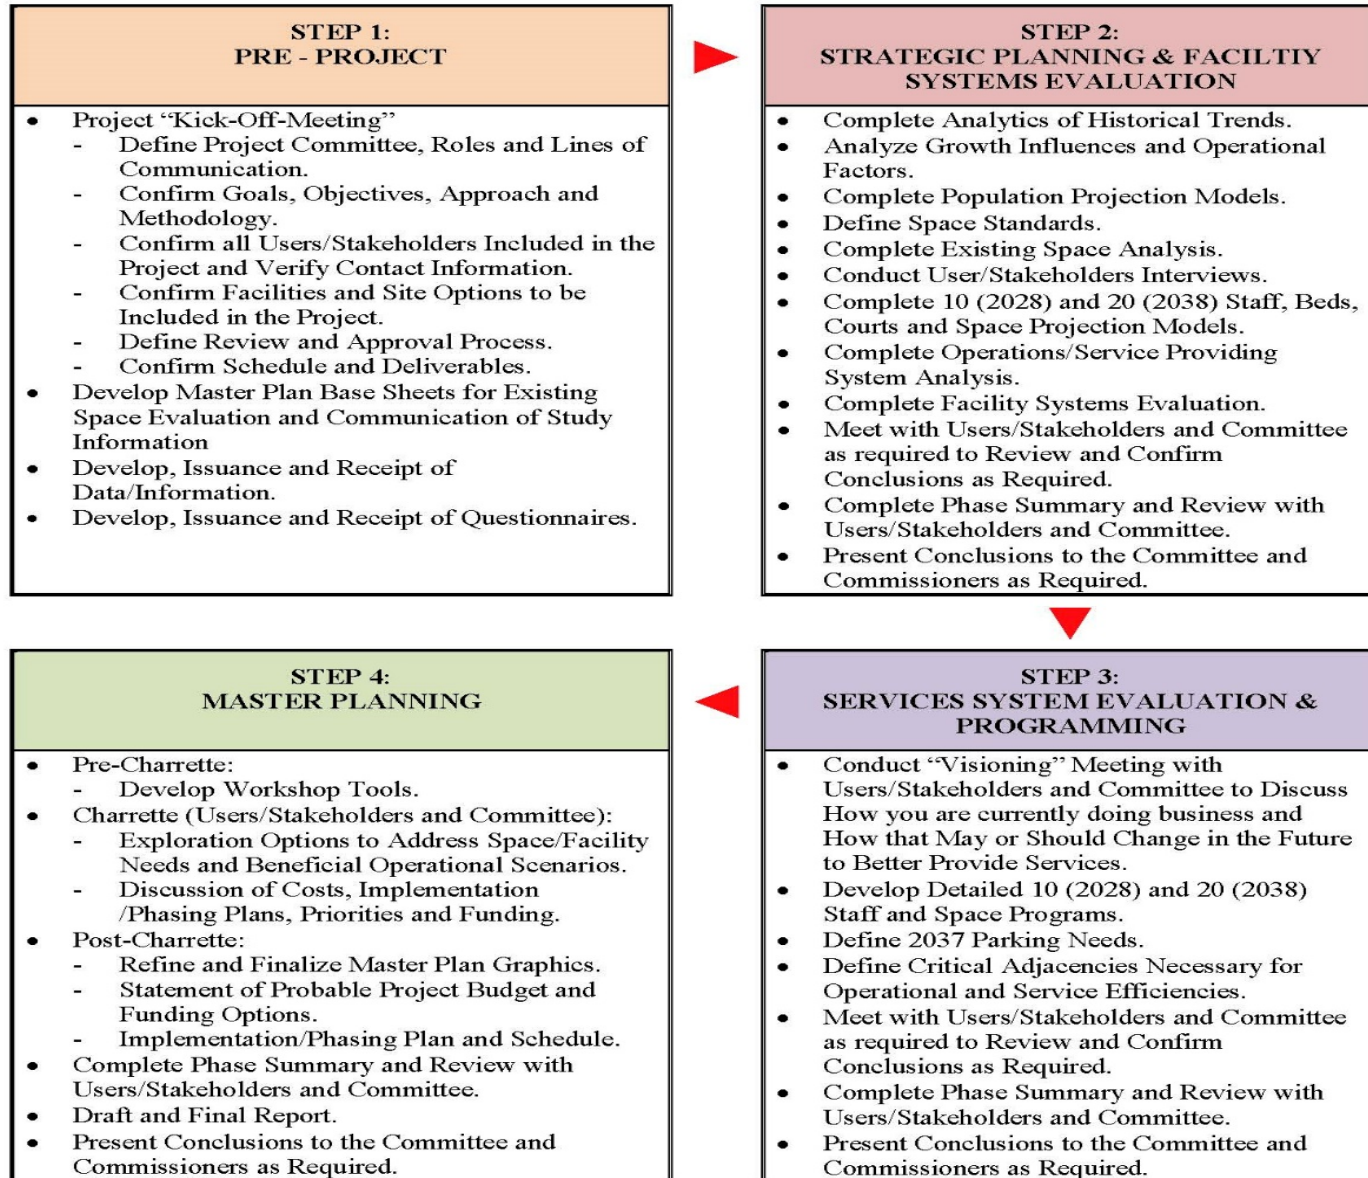 STEP 1:
PRE - PROJECT
• Project “Kick-Off-Meeting”
- Define Project Committee, Roles and Lines of
Communication.
- Confirm Goals, Objectives, Approach and
Methodology.
- Confirm all Users/Stakeholders Included in the
Project and Verify Contact Information.
- Confirm Facilities and Site Options to be
Included in the Project.
- Define Review and Approval Process.
- Confirm Schedule and Deliverables.
• Develop Master Plan Base Sheets for Existing
Space Evaluation and Communication of Study
Information
• Develop, Issuance and Receipt of
Data/Information.
• Develop, Issuance and Receipt of Questionnaires.
STEP 2:
STRATEGIC PLANNING & FACILTIY
SYSTEMS EVALUATION
• Complete Analytics of Historical Trends.
• Analyze Growth Influences and Operational
Factors.
• Complete Population Projection Models.
• Define Space Standards.
• Complete Existing Space Analysis.
• Conduct User/Stakeholders Interviews.
• Complete 10 (2028) and 20 (2038) Staff, Beds,
Courts and Space Projection Models.
• Complete Operations/Service Providing
System Analysis.
• Complete Facility Systems Evaluation.
• Meet with Users/Stakeholders and Committee
as required to Review and Confirm
Conclusions as Required.
• Complete Phase Summary and Review with
Users/Stakeholders and Committee.
• Present Conclusions to the Committee and
Commissioners as Required.
STEP 3:
SERVICES SYSTEM EVALUATION &
PROGRAMMING
• Conduct “Visioning” Meeting with
Users/Stakeholders and Committee to Discuss
How you are currently doing business and
How that May or Should Change in the Future
to Better Provide Services.
• Develop Detailed 10 (2028) and 20 (2038)
Staff and Space Programs.
• Define 2037 Parking Needs.
• Define Critical Adjacencies Necessary for
Operational and Service Efficiencies.
• Meet with Users/Stakeholders and Committee
as required to Review and Confirm
Conclusions as Required.
• Complete Phase Summary and Review with
Users/Stakeholders and Committee.
• Present Conclusions to the Committee and
Commissioners as Required.
STEP 4:
MASTER PLANNING
• Pre-Charrette:
- Develop Workshop Tools.
• Charrette (Users/Stakeholders and Committee):
- Exploration Options to Address Space/Facility
Needs and Beneficial Operational Scenarios.
- Discussion of Costs, Implementation
/Phasing Plans, Priorities and Funding.
• Post-Charrette:
- Refine and Finalize Master Plan Graphics.
- Statement of Probable Project Budget and
Funding Options.
- Implementation/Phasing Plan and Schedule.
• Complete Phase Summary and Review with
Users/Stakeholders and Committee.
• Draft and Final Report.
• Present Conclusions to the Committee and
Commissioners as Required.